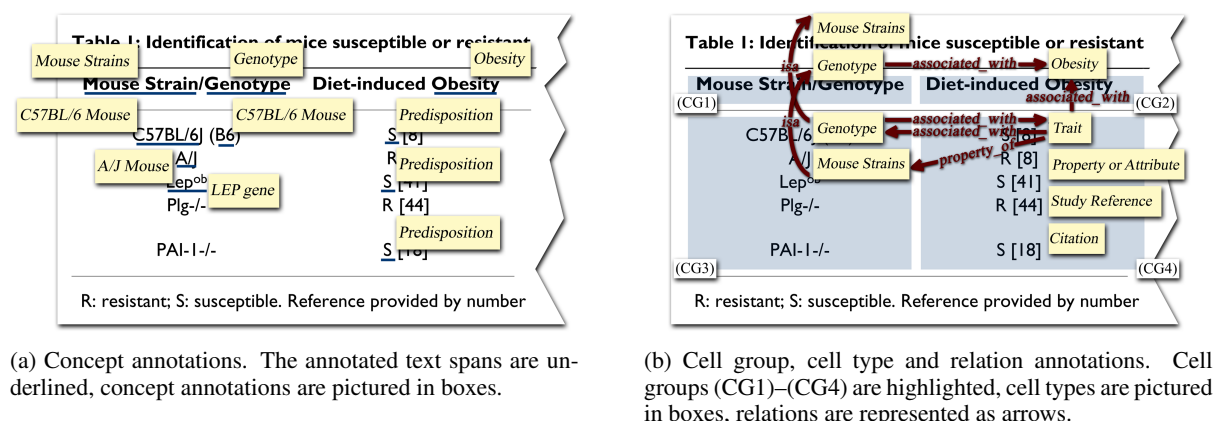 Table 1: Identification of mice susceptible or resistant
Mouse Strains
Genotype
Obesity
Mouse Strain/Genotype Diet-induced Obesity
C57BL/6 Mouse
C57BL/6 Mouse
Predisposition
C57BL/6J (B6) S [8]
A/J Mouse
A/J R
Predisposition
Lepob S [41]
LEP gene
Plg-/- R [44]
Predisposition
PAI-1-/- S [18]
R: resistant; S: susceptible. Reference provided by number
(a) Concept annotations. The annotated text spans are un-
derlined, concept annotations are pictured in boxes.
Mouse Strains
Table 1: Identification of mice susceptible or resistant
isa
Genotype
associated_with
Obesity
Mouse Strain/Genotype Diet-induced Obesity
(CG1)
associated_with
(CG2)
isa
C57BL/6 S [8]
Genotype
associated_with
associated_with
Trait
property_of
A/J R [8]
Mouse Strains
Property or Attribute
Lepob S [41]
Plg-/- R [44]
Study Reference
Citation
PAI-1-/- S [18]
(CG3)
(CG4)
R: resistant; S: susceptible. Reference provided by number
(b) Cell group, cell type and relation annotations. Cell
groups (CG1)–(CG4) are highlighted, cell types are pictured
in boxes, relations are represented as arrows.